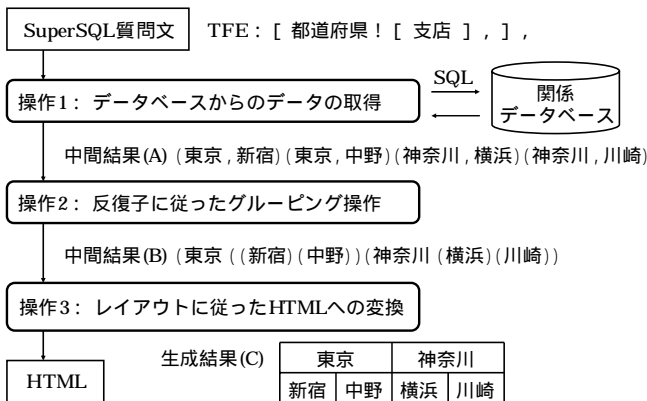 SuperSQL質問文 TFE : [ 都道府県 ! [ 支店 ] , ] ,
操作1 : データベースからのデータの取得
SQL
関係
データベース
中間結果(A) (東京 , 新宿) (東京 , 中野) (神奈川 , 横浜) (神奈川 , 川崎)
操作2 : 反復子に従ったグルーピング操作
中間結果(B) (東京 ((新宿) (中野)) (神奈川 (横浜) (川崎))
操作3 : レイアウトに従ったHTMLへの変換
生成結果(C)
東京 神奈川
新宿 中野 横浜 川崎
HTML